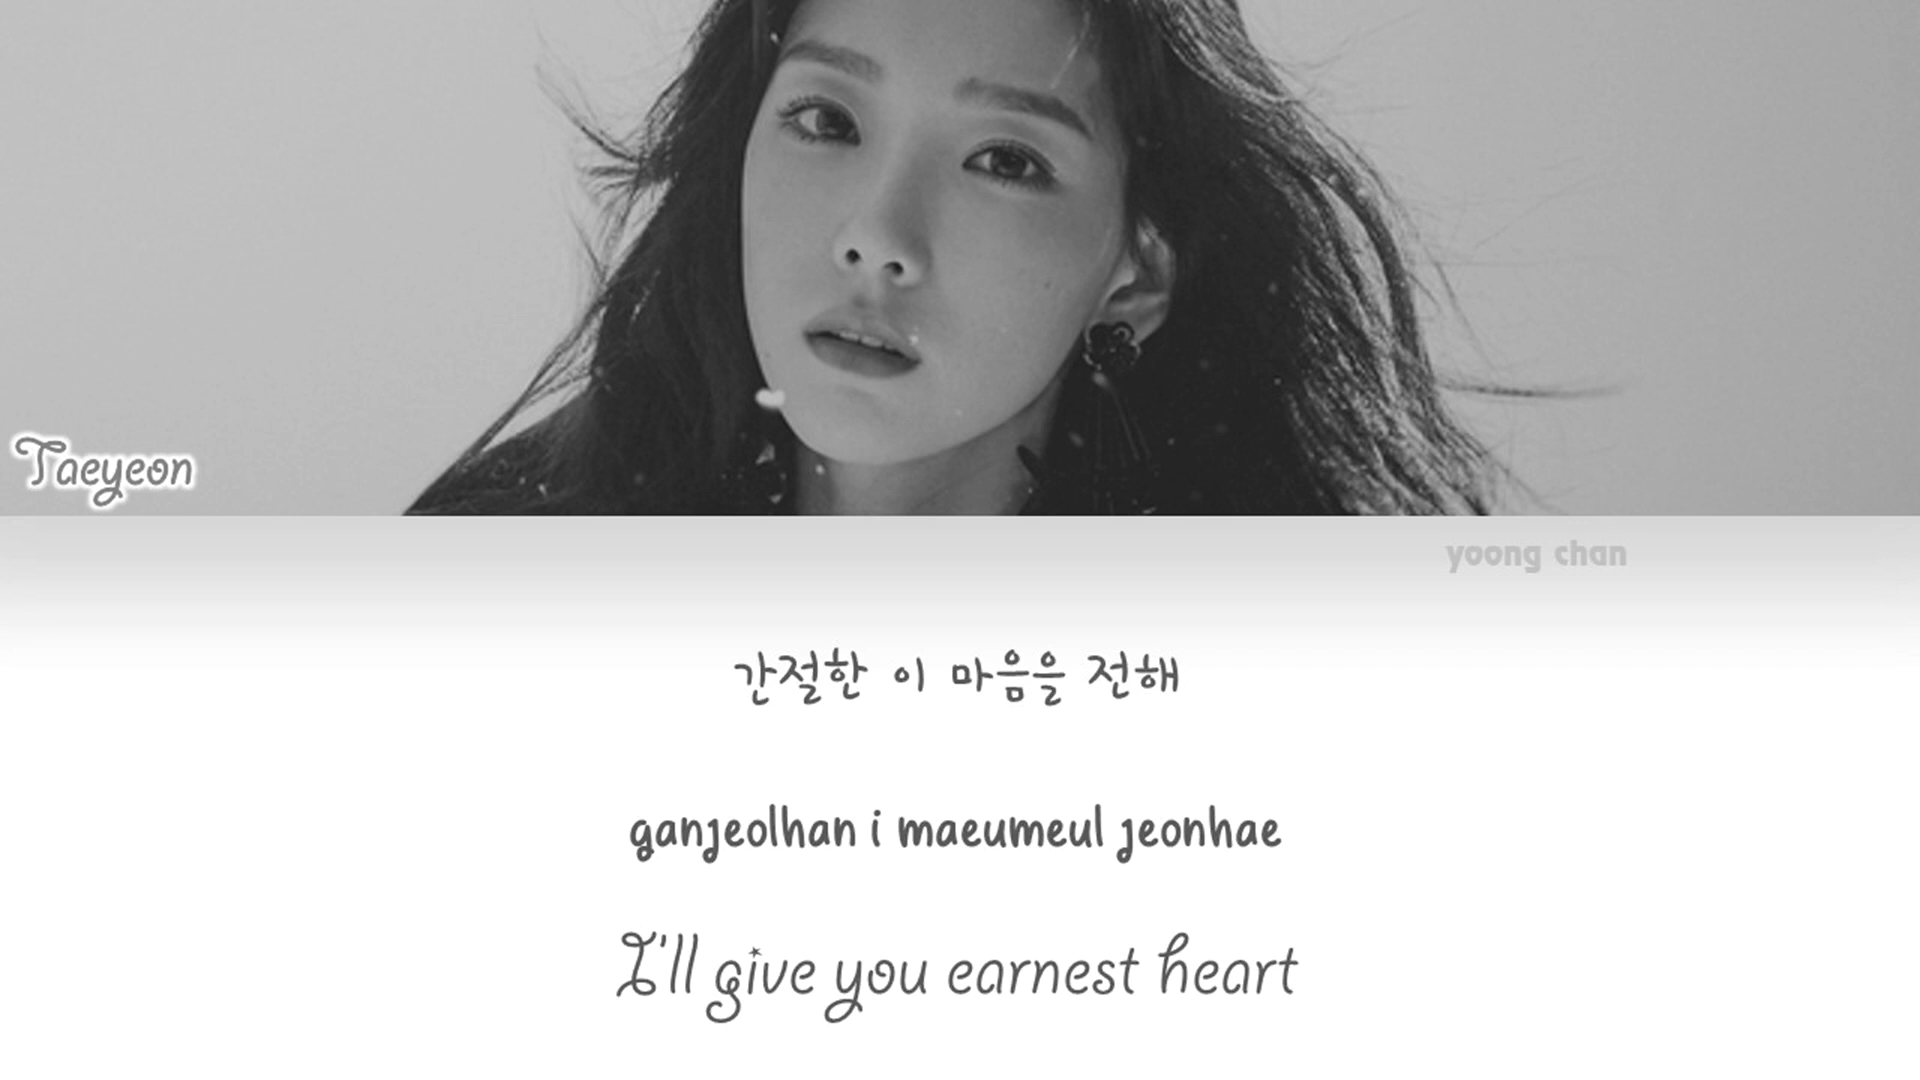 Taeyeon
yoong chan
간절한 이 마음을 전해
ganjeolhan i maeumeul jeonhae
I'll give you earnest heart